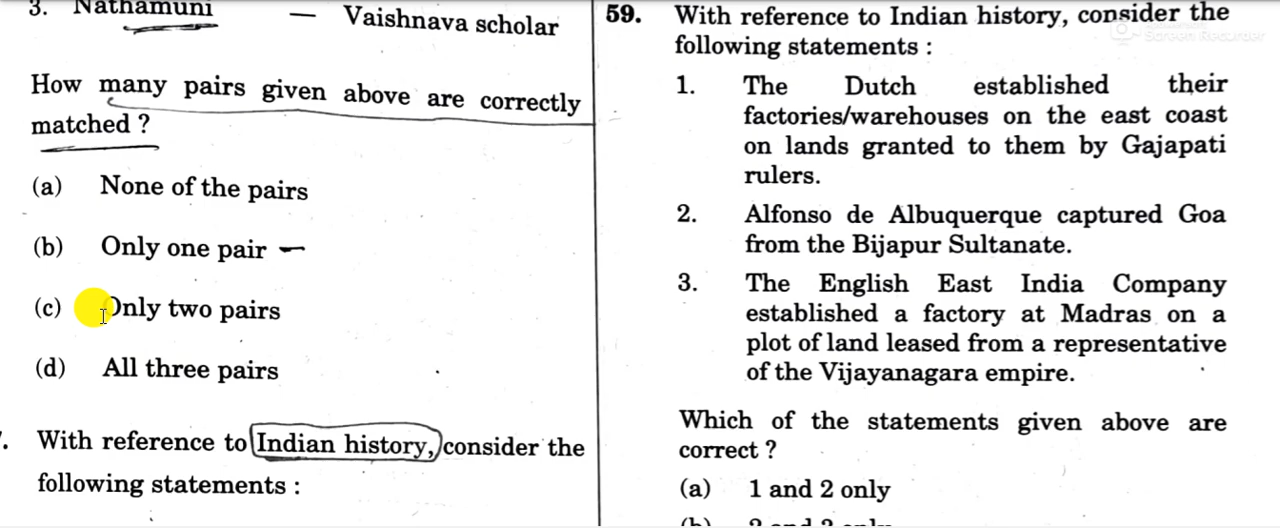 3. Nathamuni — Vaishnava scholar
How many pairs given above are correctly
matched ?
(a) None of the pairs
(b) Only one pair
(c) Only two pairs
(d) All three pairs
. With reference to Indian history, consider the
following statements :
Screen Recorder
59. With reference to Indian history, consider the
following statements :
1. The Dutch established their
factories/warehouses on the east coast
on lands granted to them by Gajapati
rulers.
2. Alfonso de Albuquerque captured Goa
from the Bijapur Sultanate.
3. The English East India Company
established a factory at Madras on a
plot of land leased from a representative
of the Vijayanagara empire.
Which of the statements given above are
correct ?
(a) 1 and 2 only